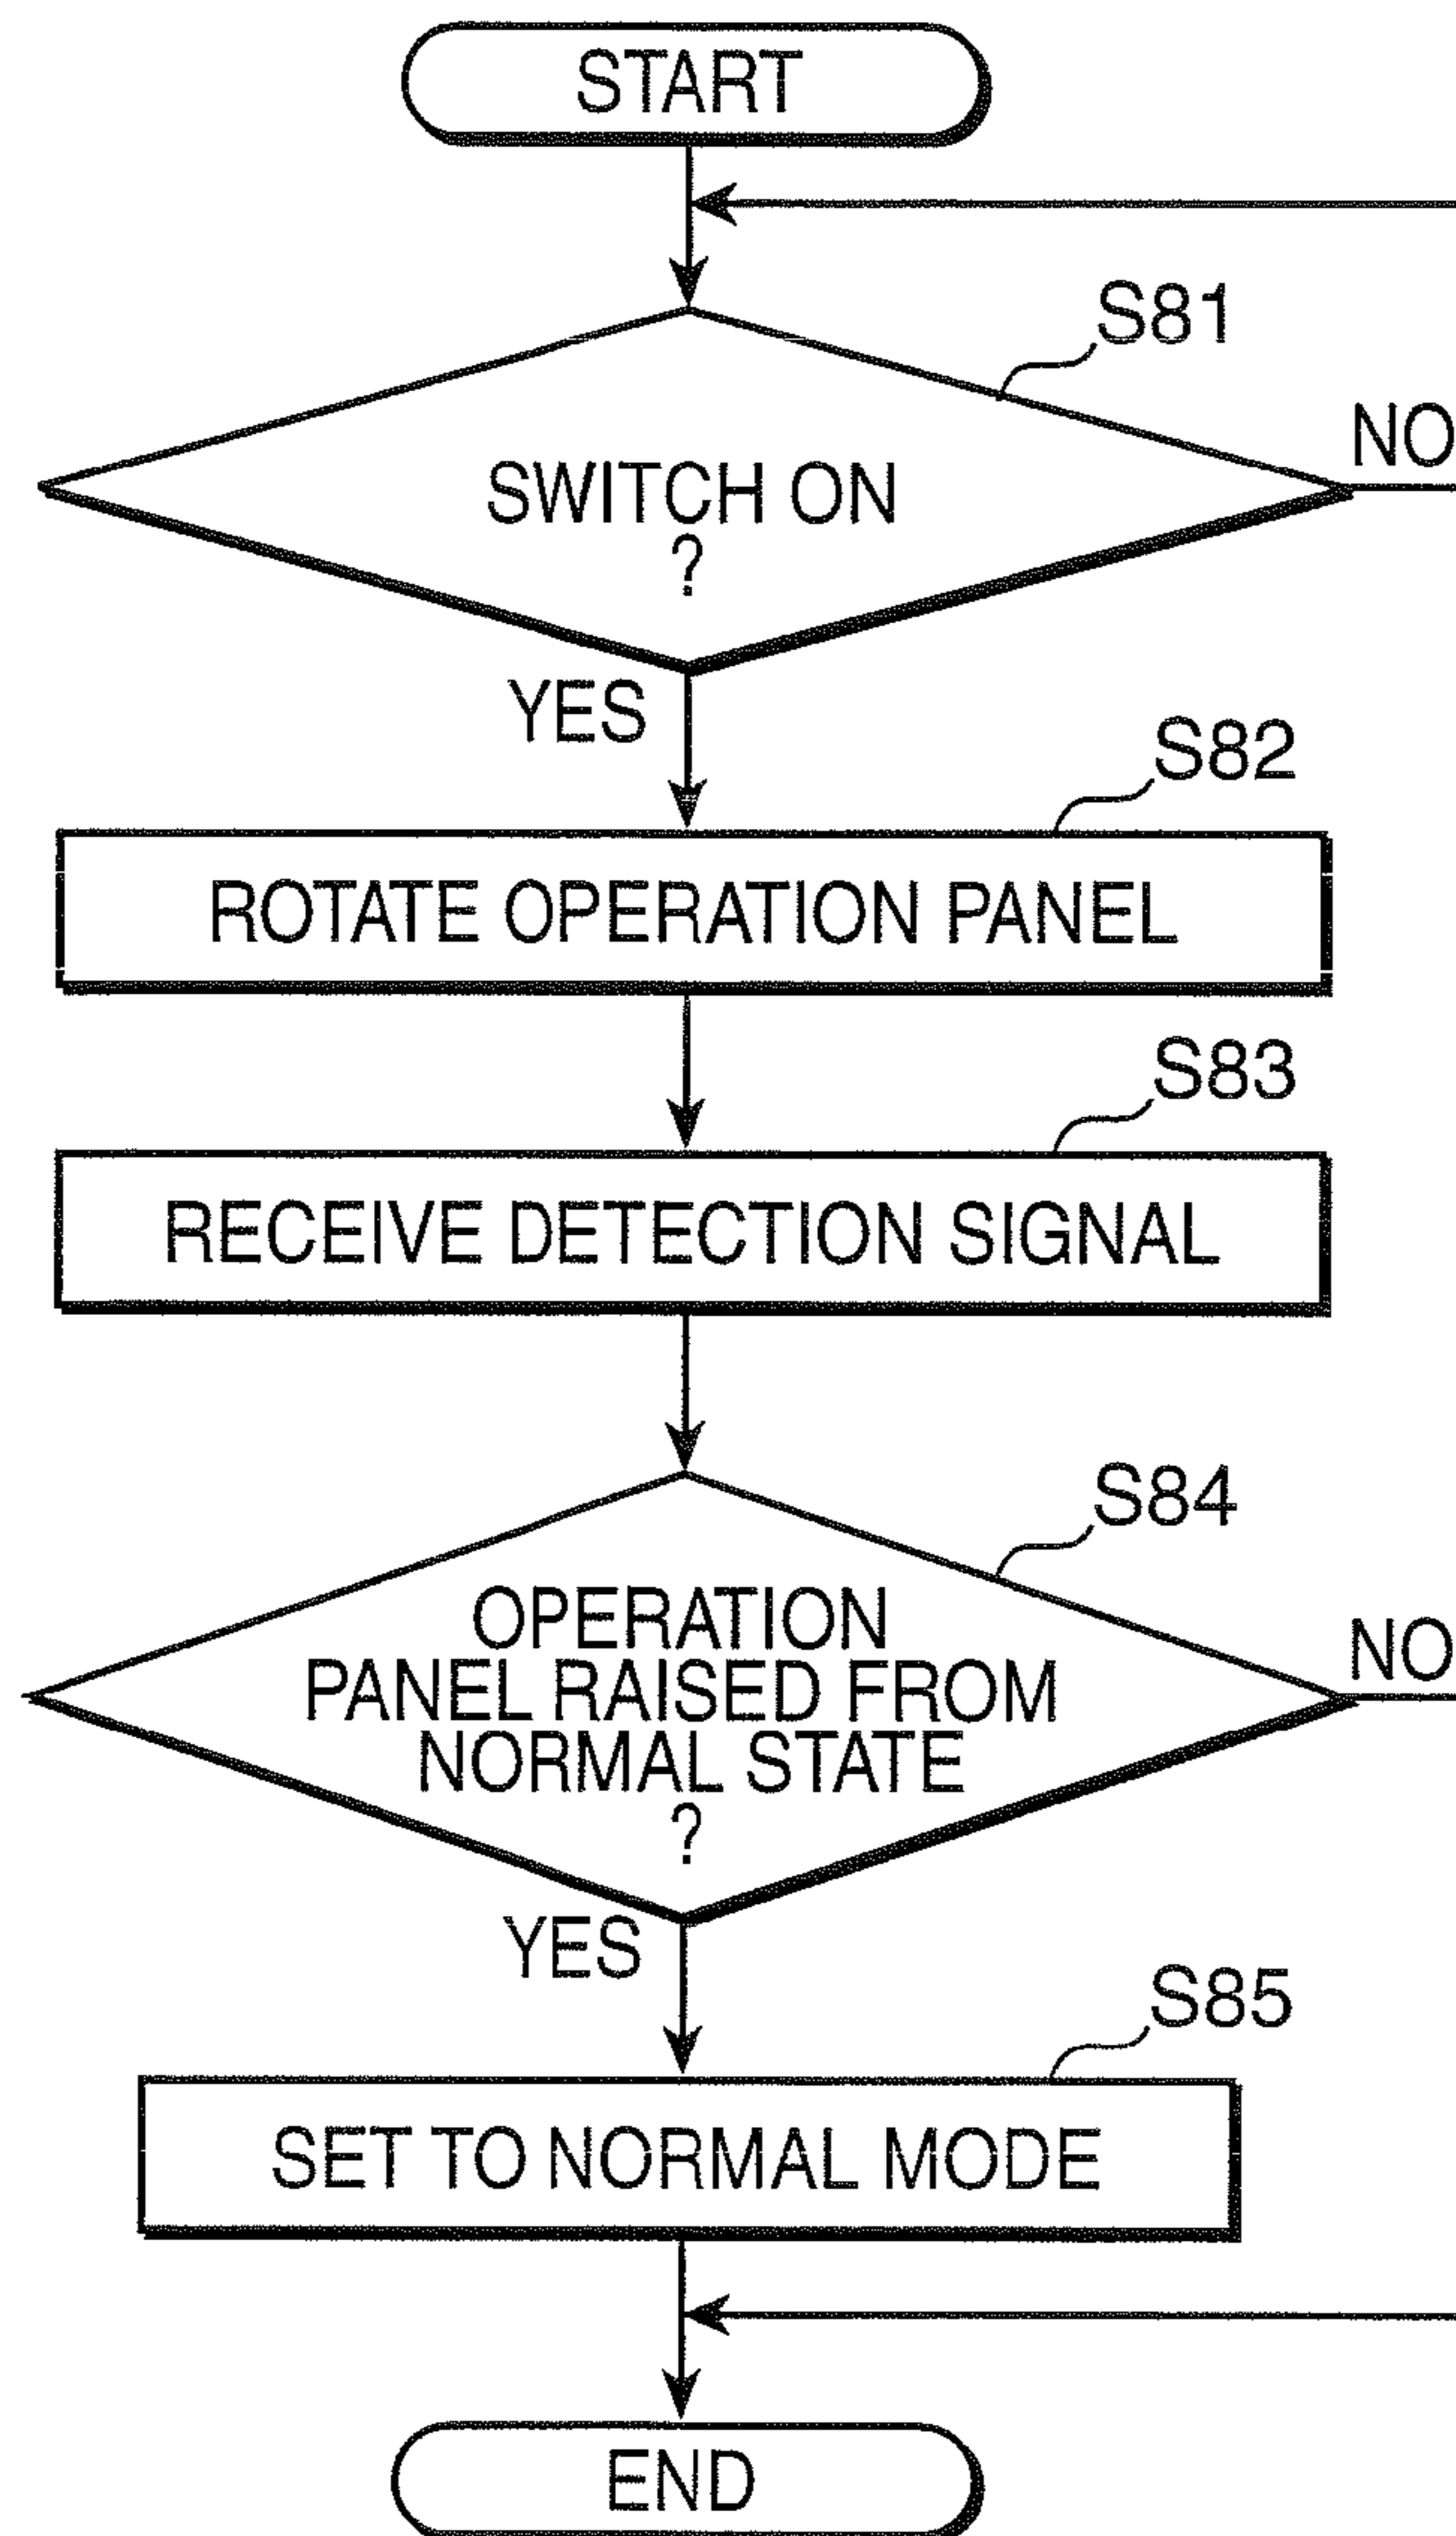 START
S81
SWITCH ON
?
NO
YES
S82
ROTATE OPERATION PANEL
S83
RECEIVE DETECTION SIGNAL
S84
OPERATION
PANEL RAISED FROM
NORMAL STATE
?
NO
YES
S85
SET TO NORMAL MODE
END